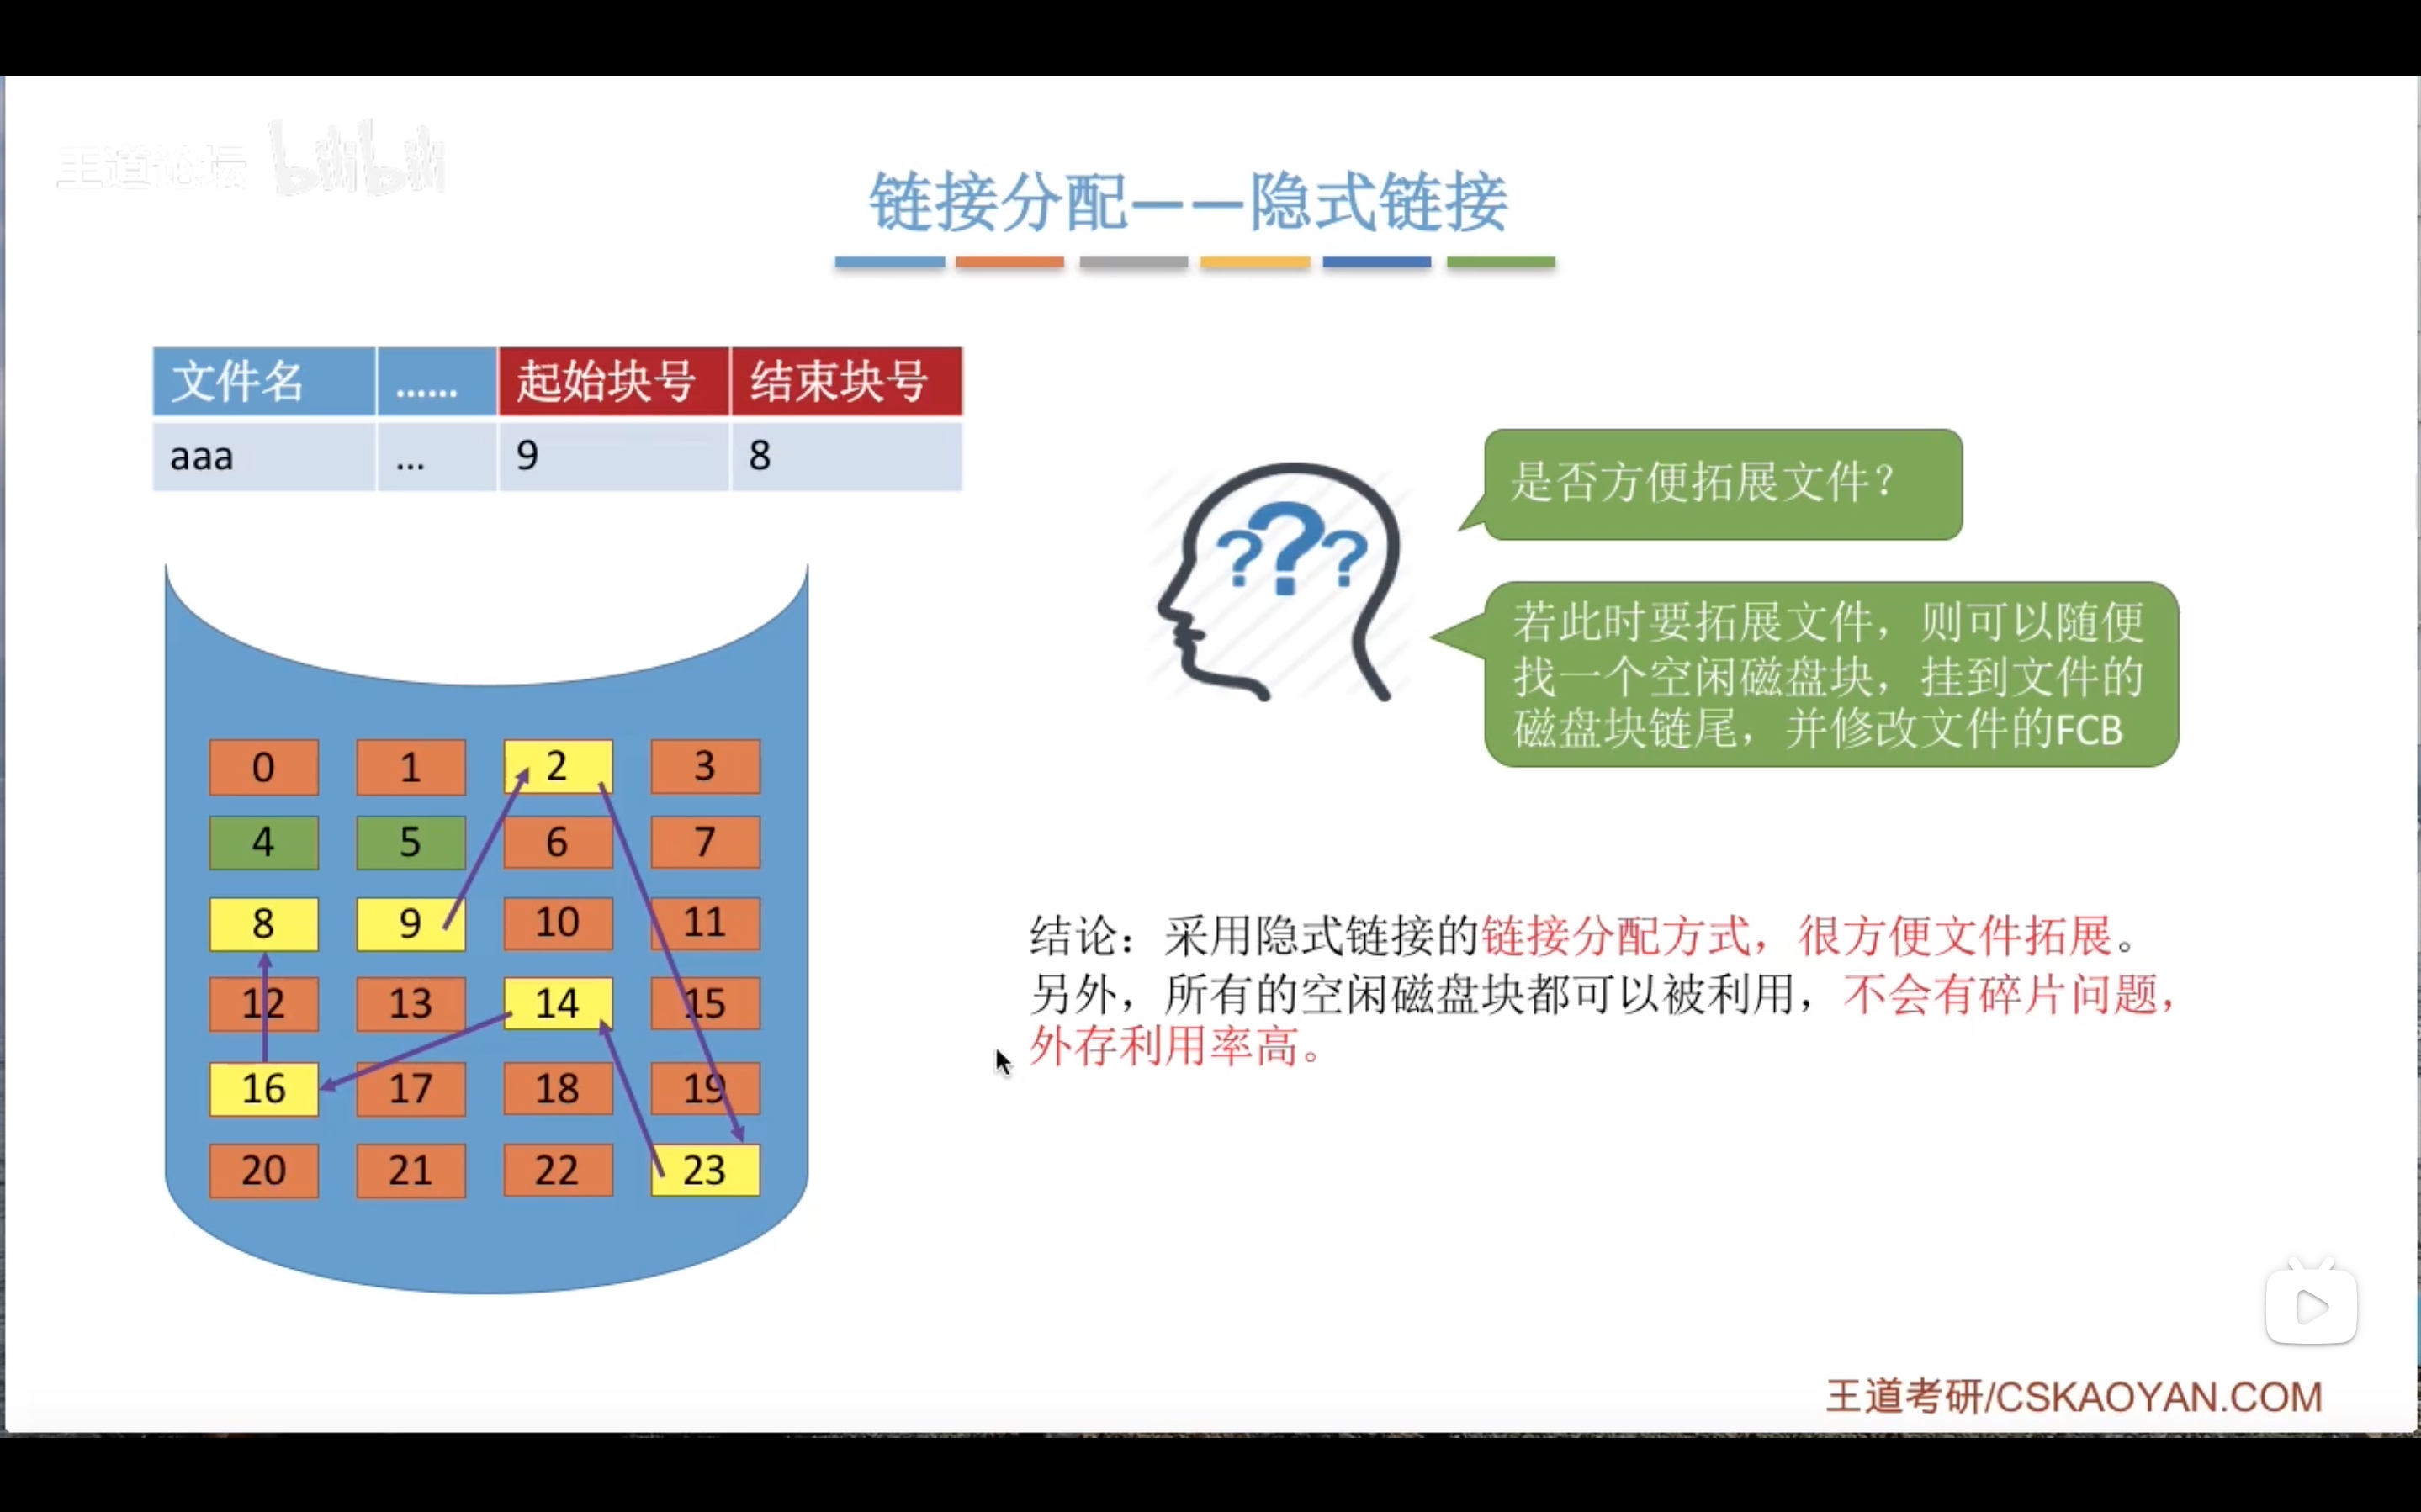 王道论坛 bilibili
链接分配——隐式链接
文件名 …… 起始块号 结束块号
aaa ... 9 8
是否方便拓展文件？
若此时要拓展文件，则可以随便
找一个空闲磁盘块，挂到文件的
磁盘块链尾，并修改文件的FCB
0 1 2 3
4 5 6 7
8 9 10 11
12 13 14 15
16 17 18 19
20 21 22 23
? ? ?
结论：采用隐式链接的链接分配方式，很方便文件拓展。
另外，所有的空闲磁盘块都可以被利用，不会有碎片问题，
外存利用率高。
王道考研/CSKAOYAN.COM